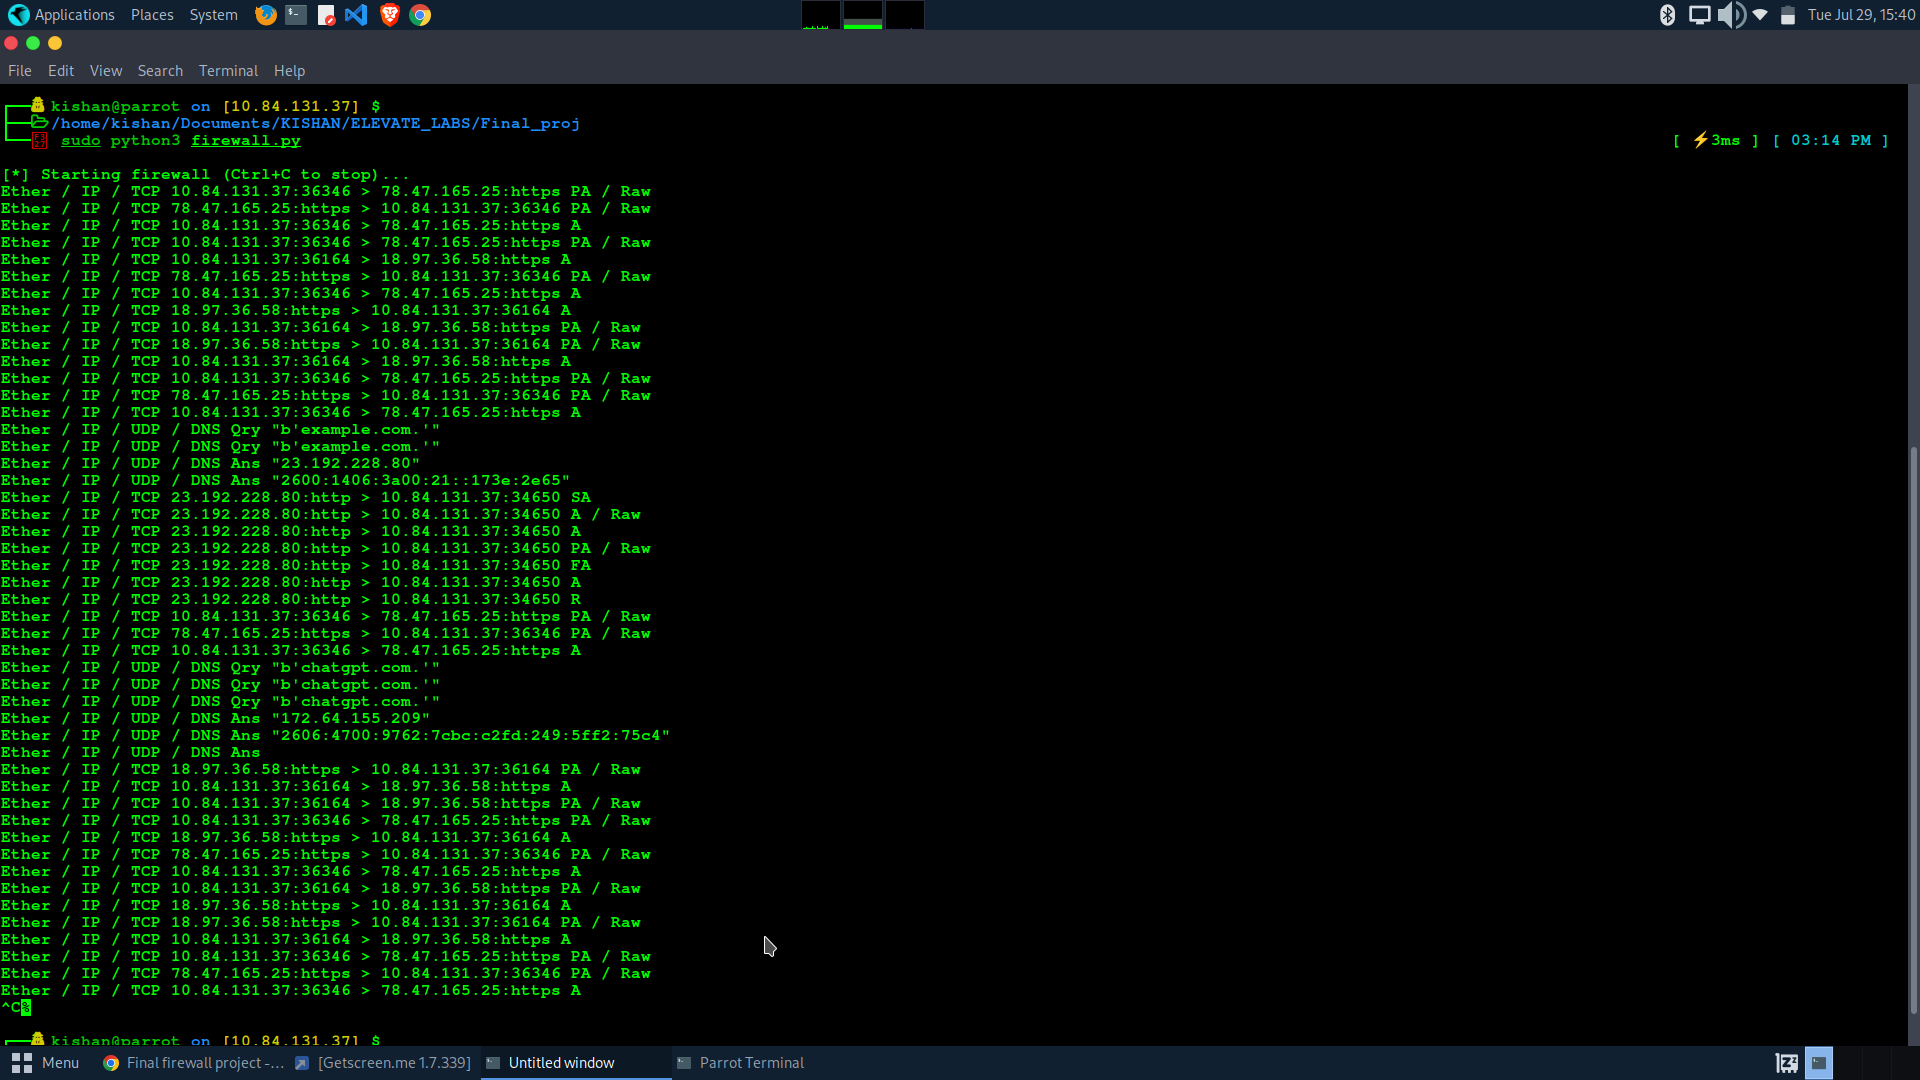 Applications Places System Tue Jul 29, 15:40
File Edit View Search Terminal Help
kishan@parrot on [10.84.131.37] $
/home/kishan/Documents/KISHAN/ELEVATE_LABS/Final_proj
sudo python3 firewall.py [ ⚡3ms ] [ 03:14 PM ]
[*] Starting firewall (Ctrl+C to stop)...
Ether / IP / TCP 10.84.131.37:36346 > 78.47.165.25:https PA / Raw
Ether / IP / TCP 78.47.165.25:https > 10.84.131.37:36346 PA / Raw
Ether / IP / TCP 10.84.131.37:36346 > 78.47.165.25:https A
Ether / IP / TCP 10.84.131.37:36346 > 78.47.165.25:https PA / Raw
Ether / IP / TCP 10.84.131.37:36164 > 18.97.36.58:https A
Ether / IP / TCP 78.47.165.25:https > 10.84.131.37:36346 PA / Raw
Ether / IP / TCP 10.84.131.37:36346 > 78.47.165.25:https A
Ether / IP / TCP 18.97.36.58:https > 10.84.131.37:36164 A
Ether / IP / TCP 10.84.131.37:36164 > 18.97.36.58:https PA / Raw
Ether / IP / TCP 18.97.36.58:https > 10.84.131.37:36164 PA / Raw
Ether / IP / TCP 10.84.131.37:36164 > 18.97.36.58:https A
Ether / IP / TCP 10.84.131.37:36346 > 78.47.165.25:https PA / Raw
Ether / IP / TCP 78.47.165.25:https > 10.84.131.37:36346 PA / Raw
Ether / IP / TCP 10.84.131.37:36346 > 78.47.165.25:https A
Ether / IP / UDP / DNS Qry "b'example.com.'"
Ether / IP / UDP / DNS Qry "b'example.com.'"
Ether / IP / UDP / DNS Ans "23.192.228.80"
Ether / IP / UDP / DNS Ans "2600:1406:3a00:21::173e:2e65"
Ether / IP / TCP 23.192.228.80:http > 10.84.131.37:34650 SA
Ether / IP / TCP 23.192.228.80:http > 10.84.131.37:34650 A / Raw
Ether / IP / TCP 23.192.228.80:http > 10.84.131.37:34650 A
Ether / IP / TCP 23.192.228.80:http > 10.84.131.37:34650 PA / Raw
Ether / IP / TCP 23.192.228.80:http > 10.84.131.37:34650 FA
Ether / IP / TCP 23.192.228.80:http > 10.84.131.37:34650 A
Ether / IP / TCP 23.192.228.80:http > 10.84.131.37:34650 R
Ether / IP / TCP 10.84.131.37:36346 > 78.47.165.25:https PA / Raw
Ether / IP / TCP 78.47.165.25:https > 10.84.131.37:36346 PA / Raw
Ether / IP / TCP 10.84.131.37:36346 > 78.47.165.25:https A
Ether / IP / UDP / DNS Qry "b'chatgpt.com.'"
Ether / IP / UDP / DNS Qry "b'chatgpt.com.'"
Ether / IP / UDP / DNS Qry "b'chatgpt.com.'"
Ether / IP / UDP / DNS Ans "172.64.155.209"
Ether / IP / UDP / DNS Ans "2606:4700:9762:7cbc:c2fd:249:5ff2:75c4"
Ether / IP / UDP / DNS Ans
Ether / IP / TCP 18.97.36.58:https > 10.84.131.37:36164 PA / Raw
Ether / IP / TCP 10.84.131.37:36164 > 18.97.36.58:https A
Ether / IP / TCP 10.84.131.37:36164 > 18.97.36.58:https PA / Raw
Ether / IP / TCP 10.84.131.37:36346 > 78.47.165.25:https PA / Raw
Ether / IP / TCP 18.97.36.58:https > 10.84.131.37:36164 A
Ether / IP / TCP 78.47.165.25:https > 10.84.131.37:36346 PA / Raw
Ether / IP / TCP 10.84.131.37:36346 > 78.47.165.25:https A
Ether / IP / TCP 10.84.131.37:36164 > 18.97.36.58:https PA / Raw
Ether / IP / TCP 18.97.36.58:https > 10.84.131.37:36164 A
Ether / IP / TCP 18.97.36.58:https > 10.84.131.37:36164 PA / Raw
Ether / IP / TCP 10.84.131.37:36164 > 18.97.36.58:https A
Ether / IP / TCP 10.84.131.37:36346 > 78.47.165.25:https PA / Raw
Ether / IP / TCP 78.47.165.25:https > 10.84.131.37:36346 PA / Raw
Ether / IP / TCP 10.84.131.37:36346 > 78.47.165.25:https A
^C%
kishan@parrot on [10.84.131.37] $
Menu Final firewall project -... [Getscreen.me 1.7.339] Untitled window Parrot Terminal